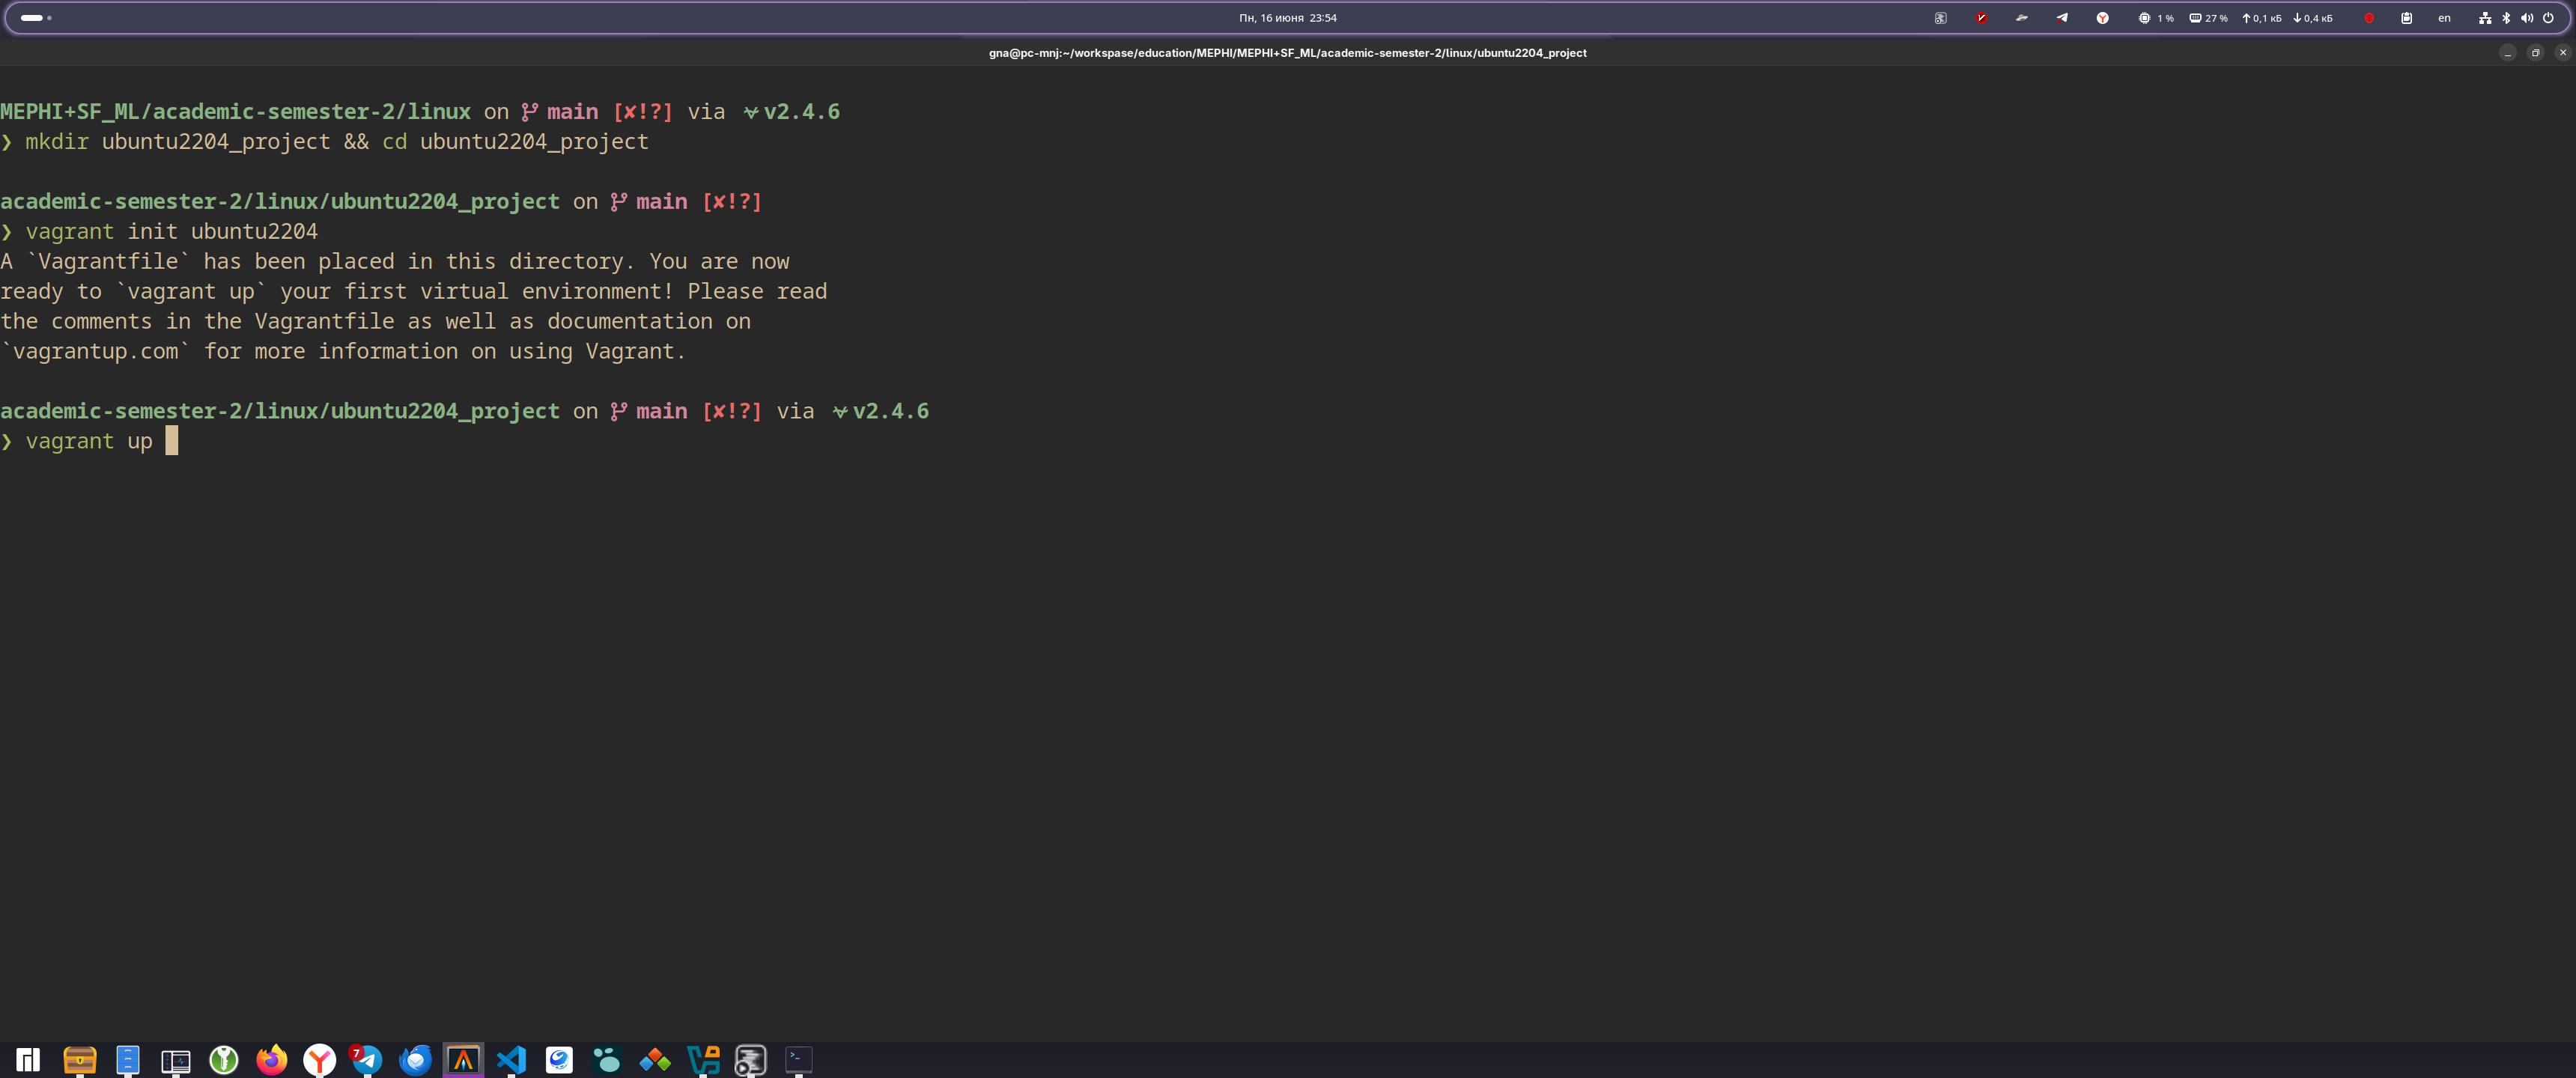 Пн, 16 июня 23:54
1 %
27 %
0,1 кБ
0,4 кБ
en
gna@pc-mnj:~/workspase/education/MEPHI/MEPHI+SF_ML/academic-semester-2/linux/ubuntu2204_project
MEPHI+SF_ML/academic-semester-2/linux on main [✘!?] via v2.4.6
❯ mkdir ubuntu2204_project && cd ubuntu2204_project
academic-semester-2/linux/ubuntu2204_project on main [✘!?]
❯ vagrant init ubuntu2204
A `Vagrantfile` has been placed in this directory. You are now
ready to `vagrant up` your first virtual environment! Please read
the comments in the Vagrantfile as well as documentation on
`vagrantup.com` for more information on using Vagrant.
academic-semester-2/linux/ubuntu2204_project on main [✘!?] via v2.4.6
❯ vagrant up
7